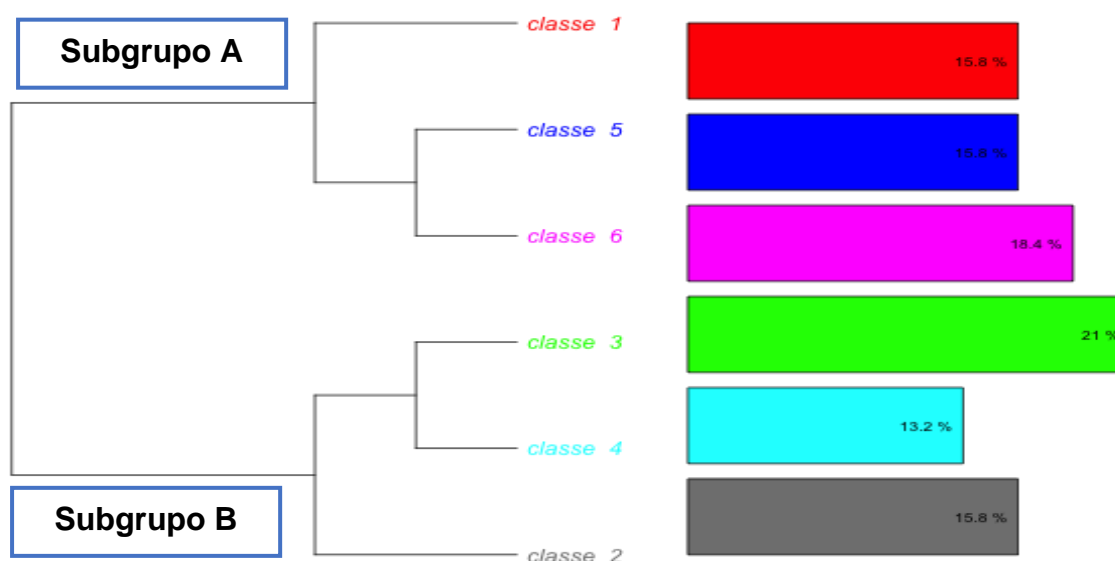 Subgrupo A
classe 1
15.8 %
classe 5
15.8 %
classe 6
18.4 %
classe 3
21 %
classe 4
13.2 %
Subgrupo B
15.8 %
classe 2